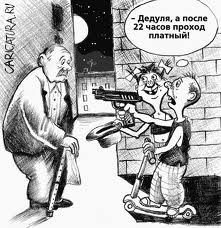 CARICATURA.RU
– Дедуля, а после
22 часов проход
платный!